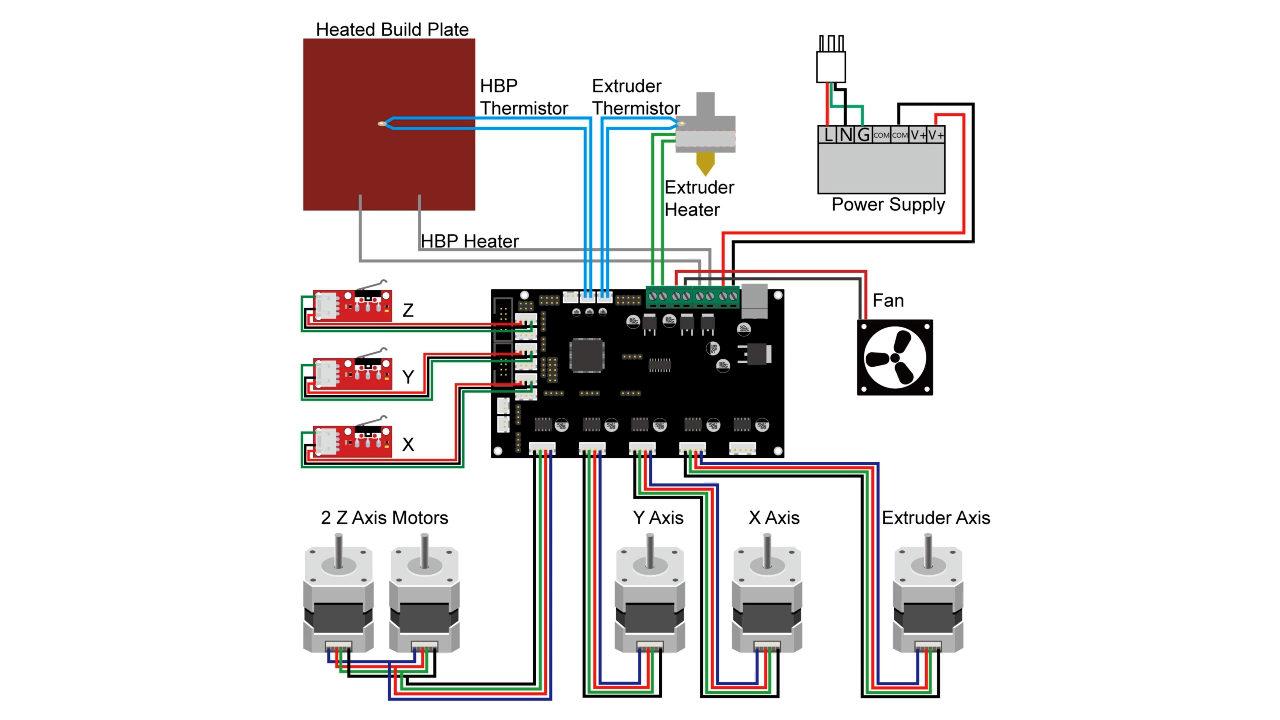 Heated Build Plate
HBP
Thermistor
Extruder
Thermistor
L N G COM COM V+ V+
Power Supply
Extruder
Heater
HBP Heater
Z
Fan
Y
X
2 Z Axis Motors
Y Axis
X Axis
Extruder Axis